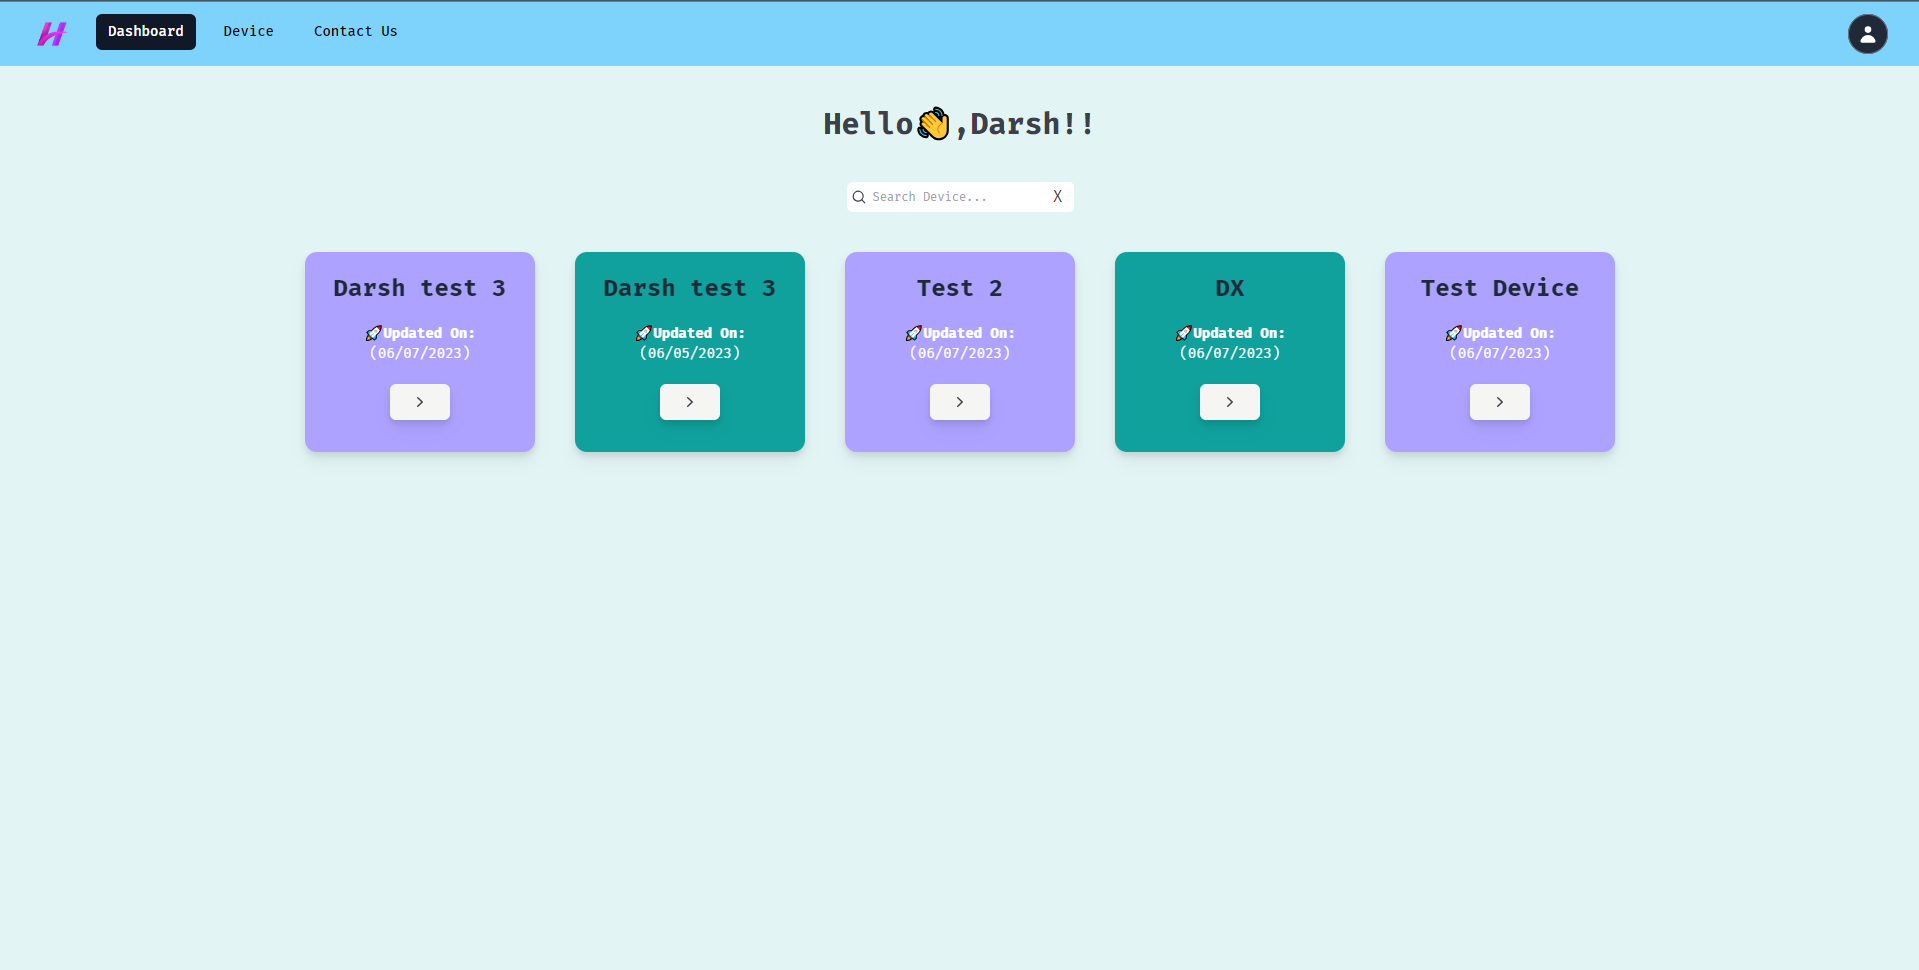 Dashboard Device Contact Us
Hello👋,Darsh!!
Search Device... X
Darsh test 3
🚀Updated On:
(06/07/2023)
Darsh test 3
🚀Updated On:
(06/05/2023)
Test 2
🚀Updated On:
(06/07/2023)
DX
🚀Updated On:
(06/07/2023)
Test Device
🚀Updated On:
(06/07/2023)